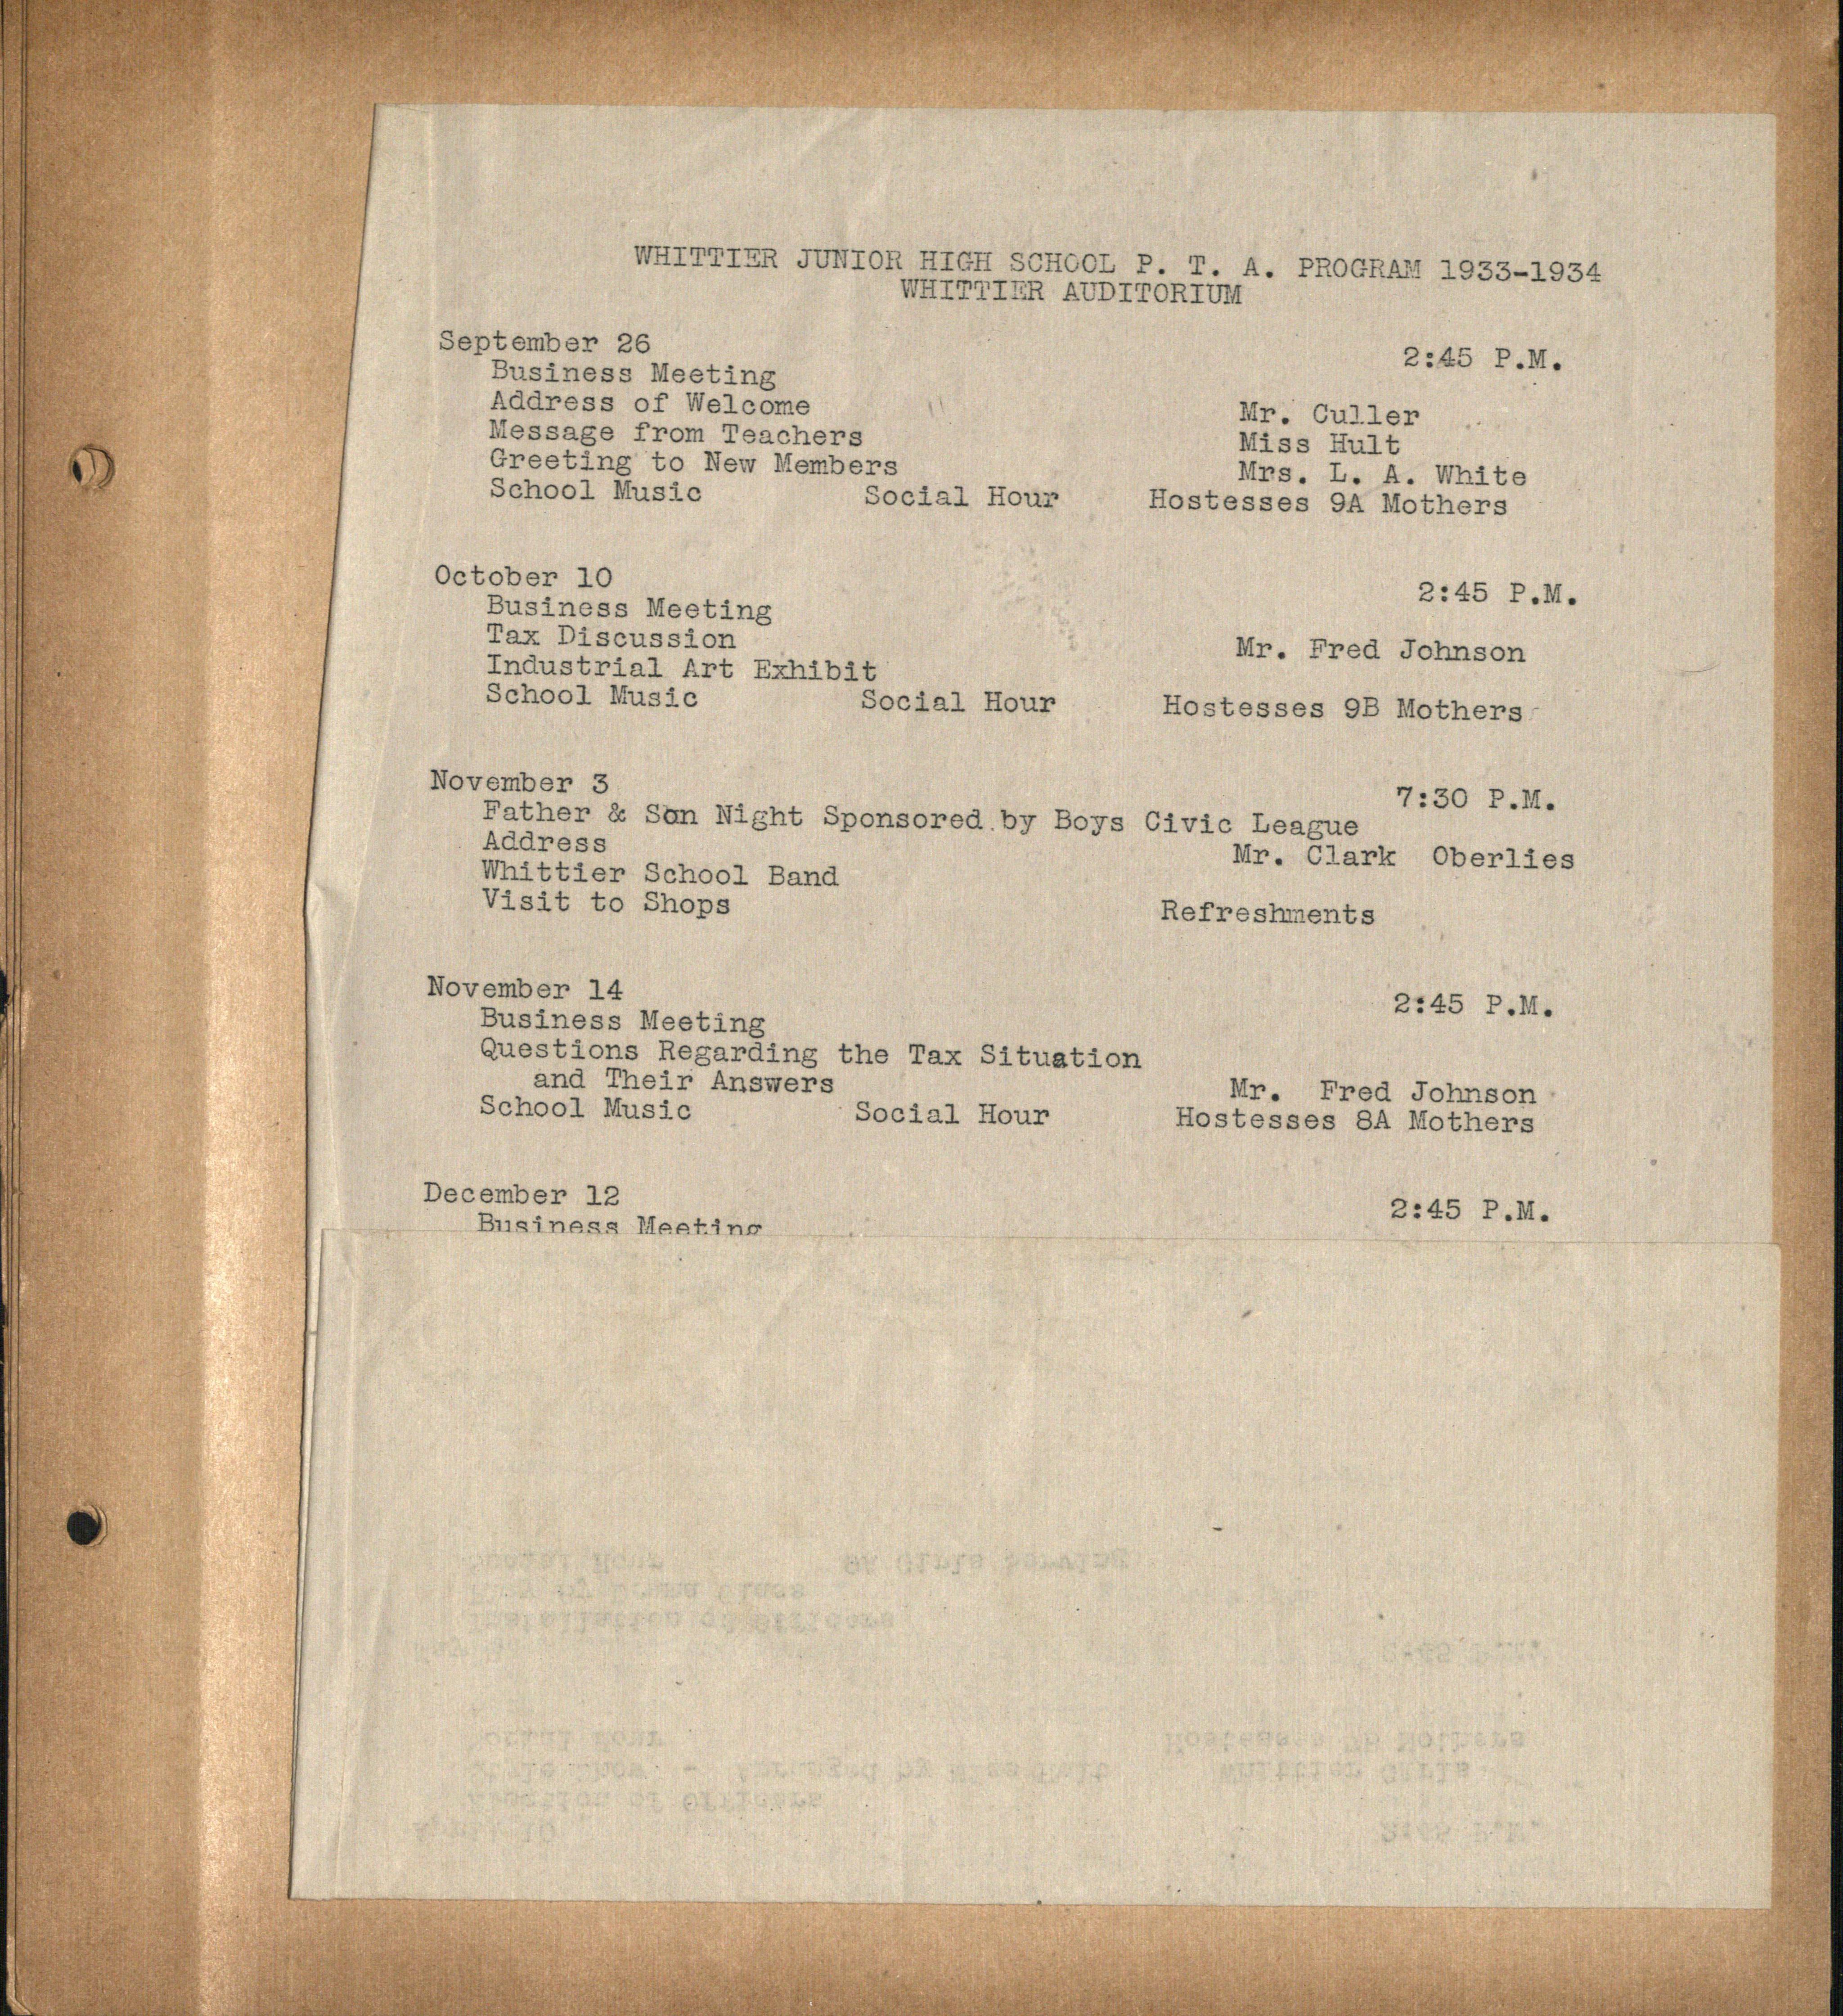 WHITTIER JUNIOR HIGH SCHOOL P. T. A. PROGRAM 1933-1934
WHITTIER AUDITORIUM
September 26 2:45 P.M.
Business Meeting
Address of Welcome Mr. Culler
Message from Teachers Miss Hult
Greeting to New Members Mrs. L. A. White
School Music Social Hour Hostesses 9A Mothers
October 10 2:45 P.M.
Business Meeting
Tax Discussion Mr. Fred Johnson
Industrial Art Exhibit
School Music Social Hour Hostesses 9B Mothers
November 3 7:30 P.M.
Father & Son Night Sponsored by Boys Civic League
Address Mr. Clark Oberlies
Whittier School Band
Visit to Shops Refreshments
November 14 2:45 P.M.
Business Meeting
Questions Regarding the Tax Situation
and Their Answers Mr. Fred Johnson
School Music Social Hour Hostesses 8A Mothers
December 12 2:45 P.M.
Business Meeting